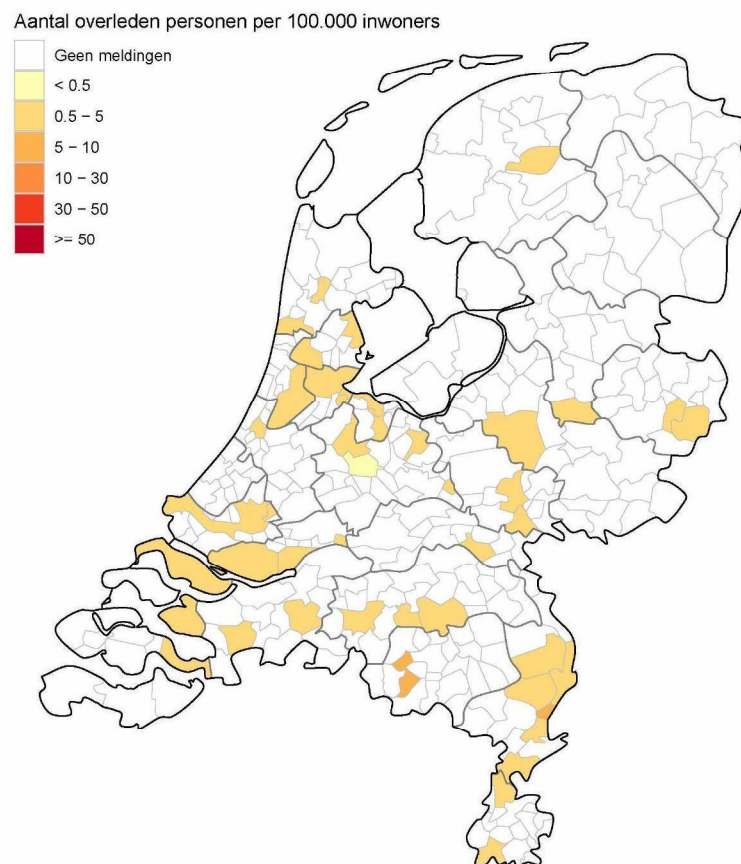 Aantal overleden personen per 100.000 inwoners
Geen meldingen
< 0.5
0.5 − 5
5 − 10
10 − 30
30 − 50
>= 50